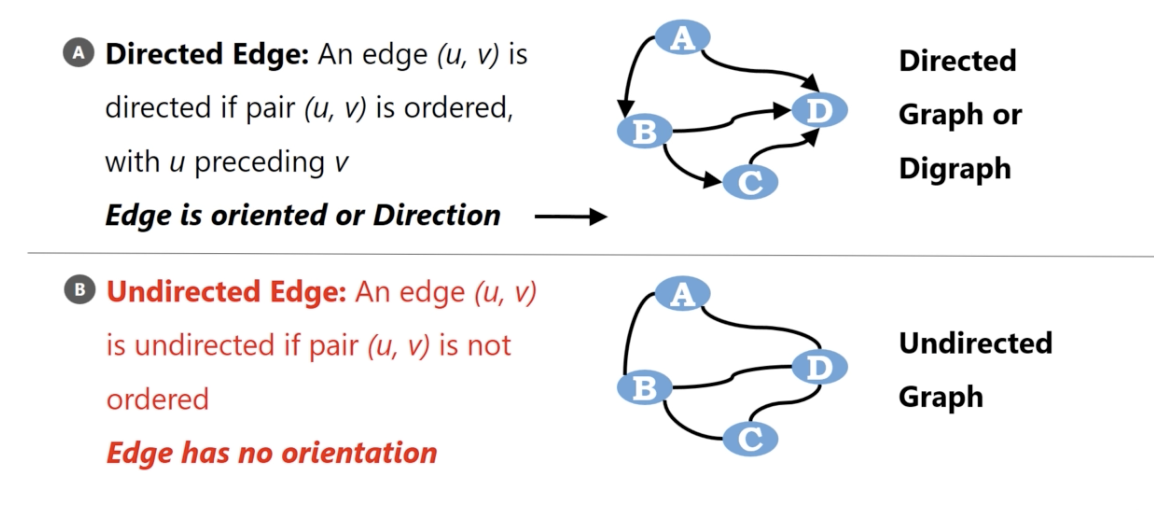 A Directed Edge: An edge (u, v) is
directed if pair (u, v) is ordered,
with u preceding v
Edge is oriented or Direction
A
B
D
C
Directed
Graph or
Digraph
B Undirected Edge: An edge (u, v)
is undirected if pair (u, v) is not
ordered
Edge has no orientation
A
D
B
C
Undirected
Graph